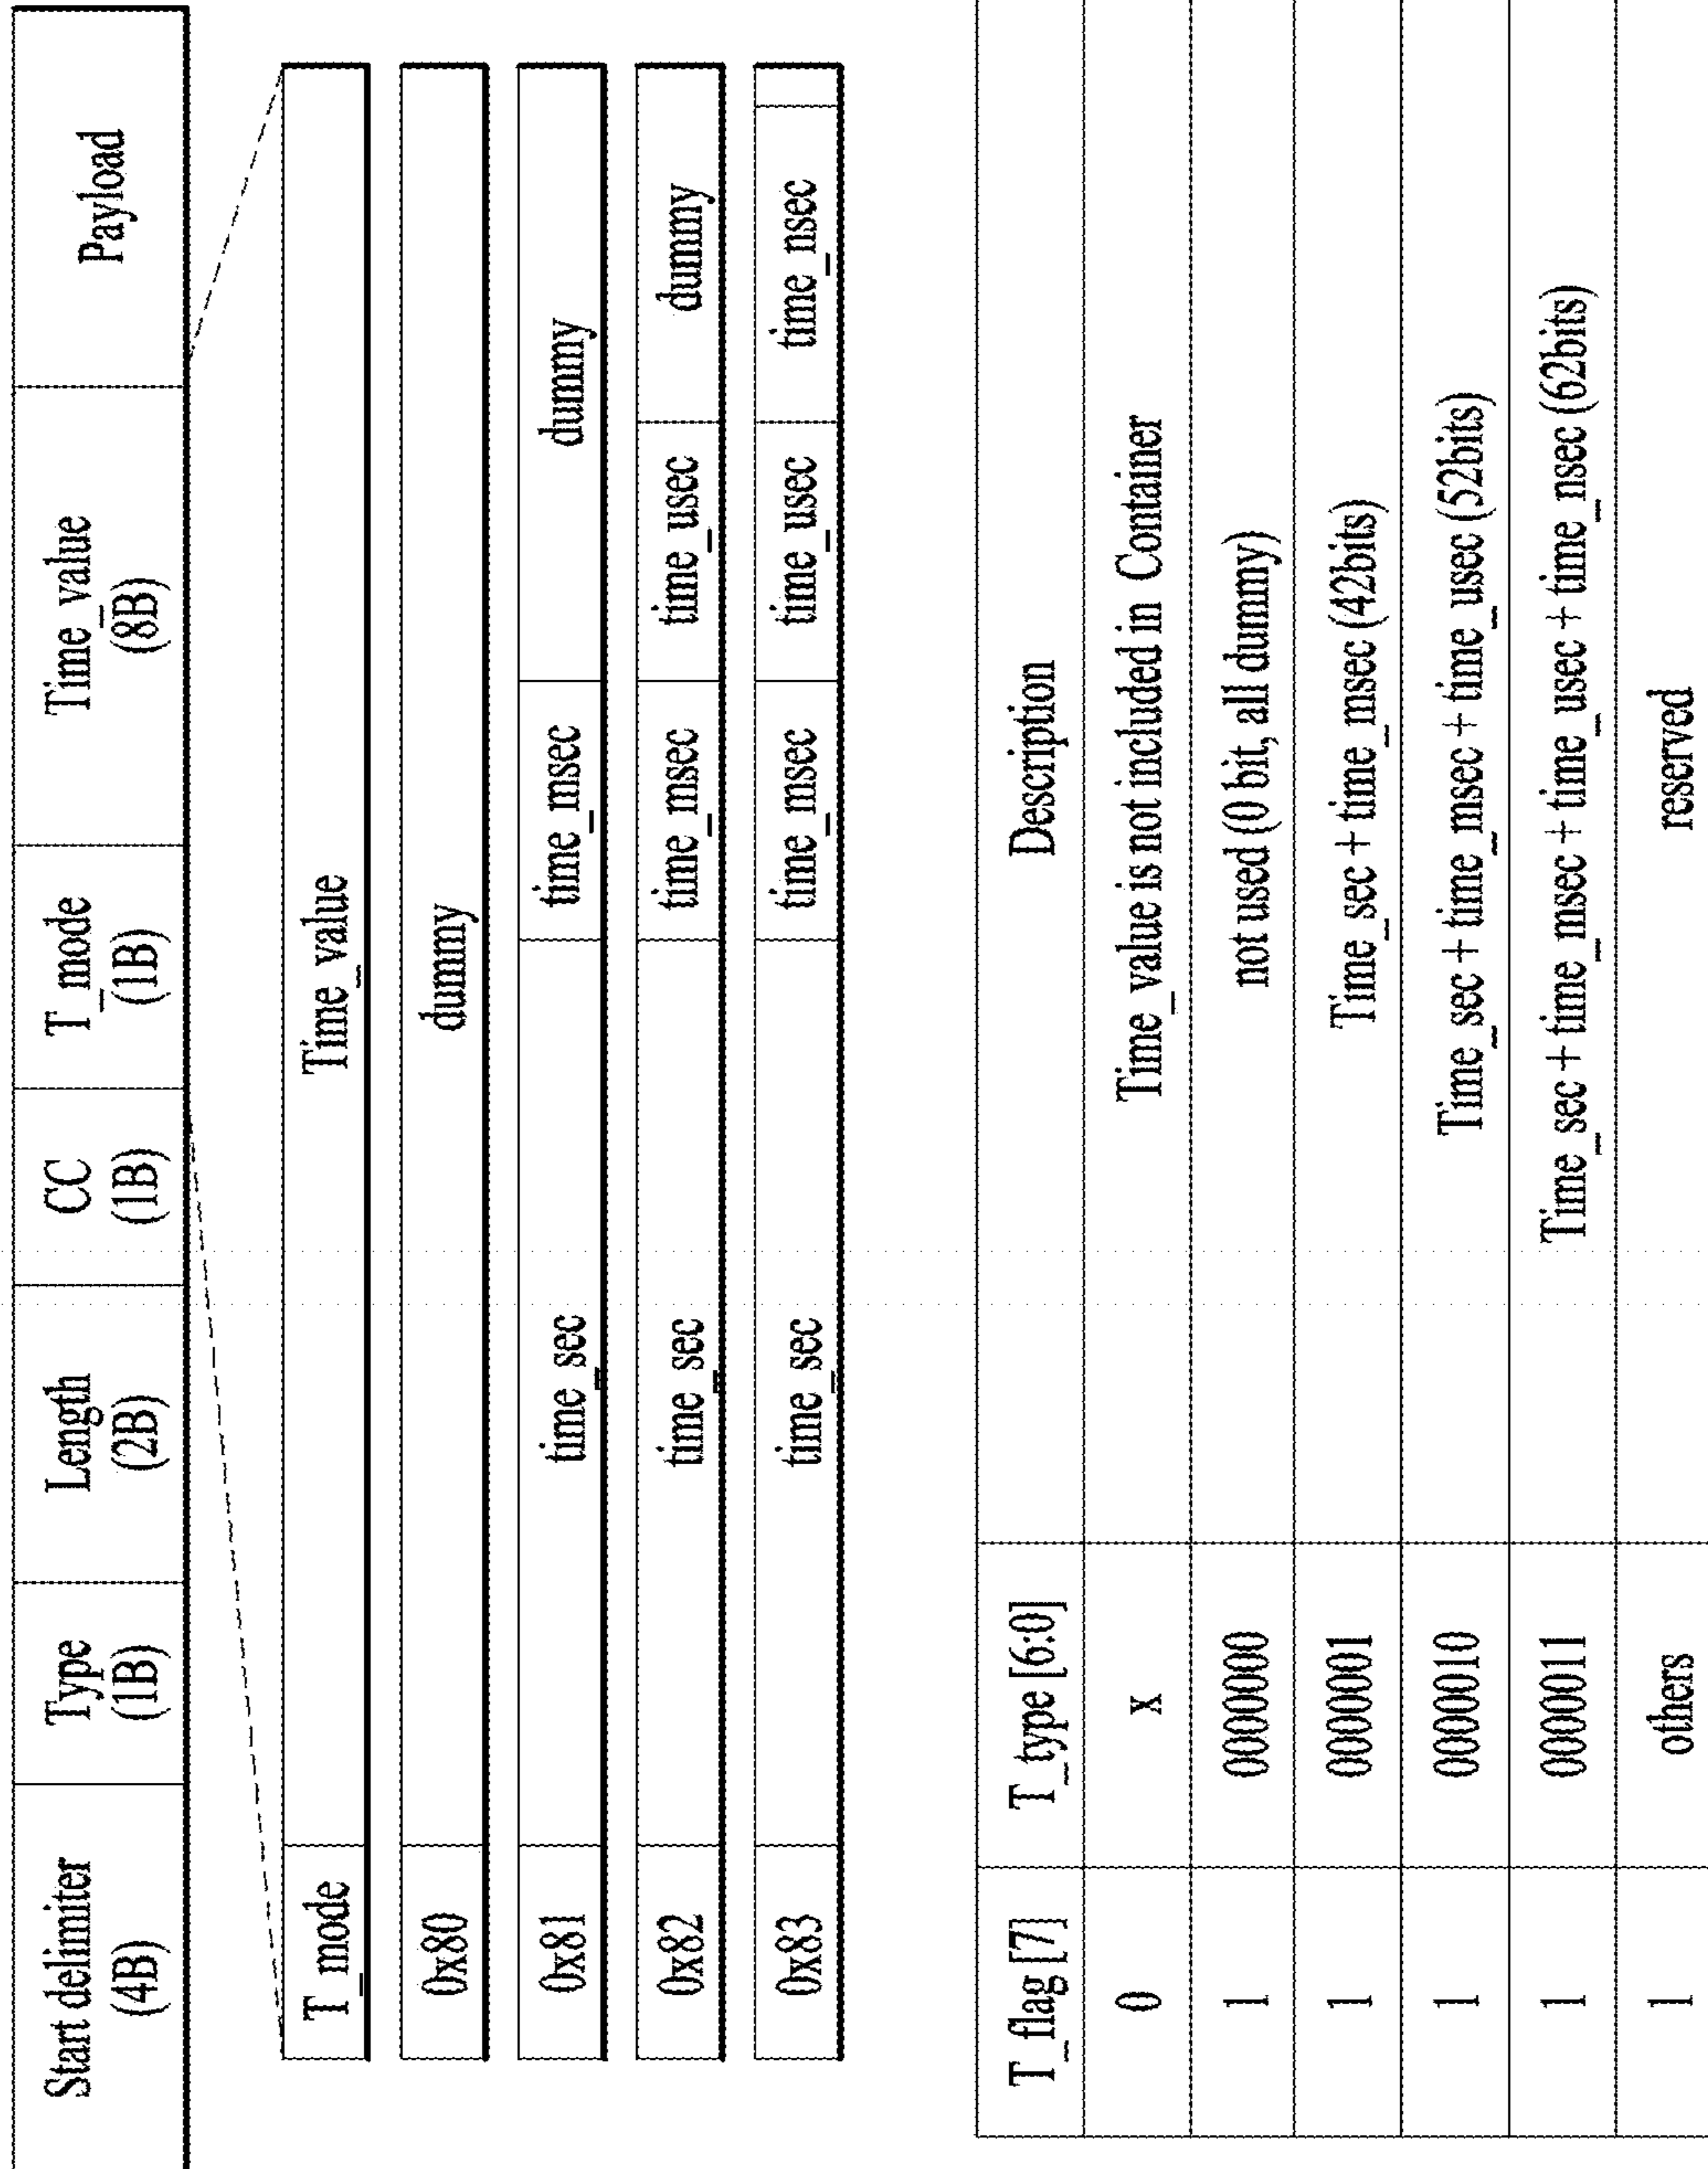 Start delimiter
(4B)
Type
(1B)
Length
(2B)
CC
(1B)
T_mode
(1B)
Time_value
(8B)
Payload
T_mode
Time_value
0x80
dummy
0x81
time_sec
time_msec
dummy
0x82
time_sec
time_msec
time_usec
dummy
0x83
time_sec
time_msec
time_usec
time_nsec
T_flag [7]
T_type [6:0]
Description
0
x
Time_value is not included in Container
1
0000000
not used (0 bit, all dummy)
1
0000001
Time_sec + time_msec (42bits)
1
0000010
Time_sec + time_msec + time_usec (52bits)
1
0000011
Time_sec + time_msec + time_usec + time_nsec (62bits)
1
others
reserved